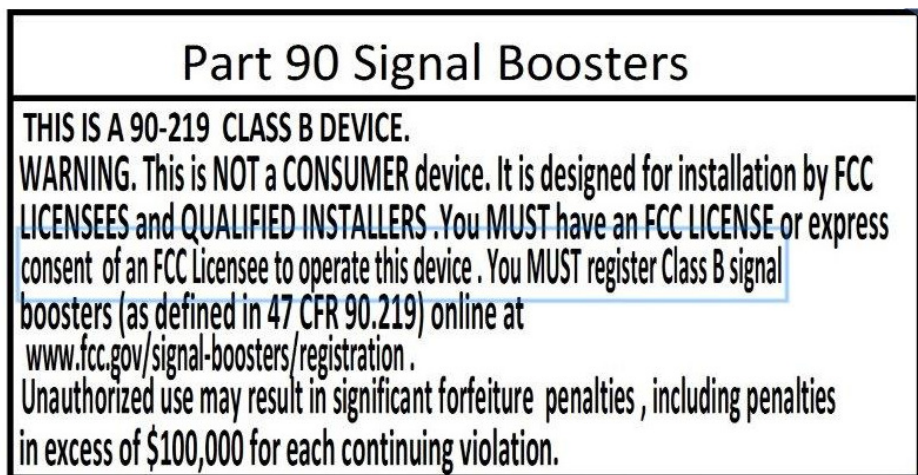 Part 90 Signal Boosters
THIS IS A 90-219 CLASS B DEVICE.
WARNING. This is NOT a CONSUMER device. It is designed for installation by FCC
LICENSEES and QUALIFIED INSTALLERS .You MUST have an FCC LICENSE or express
consent of an FCC Licensee to operate this device . You MUST register Class B signal
boosters (as defined in 47 CFR 90.219) online at
www.fcc.gov/signal-boosters/registration .
Unauthorized use may result in significant forfeiture penalties , including penalties
in excess of $100,000 for each continuing violation.